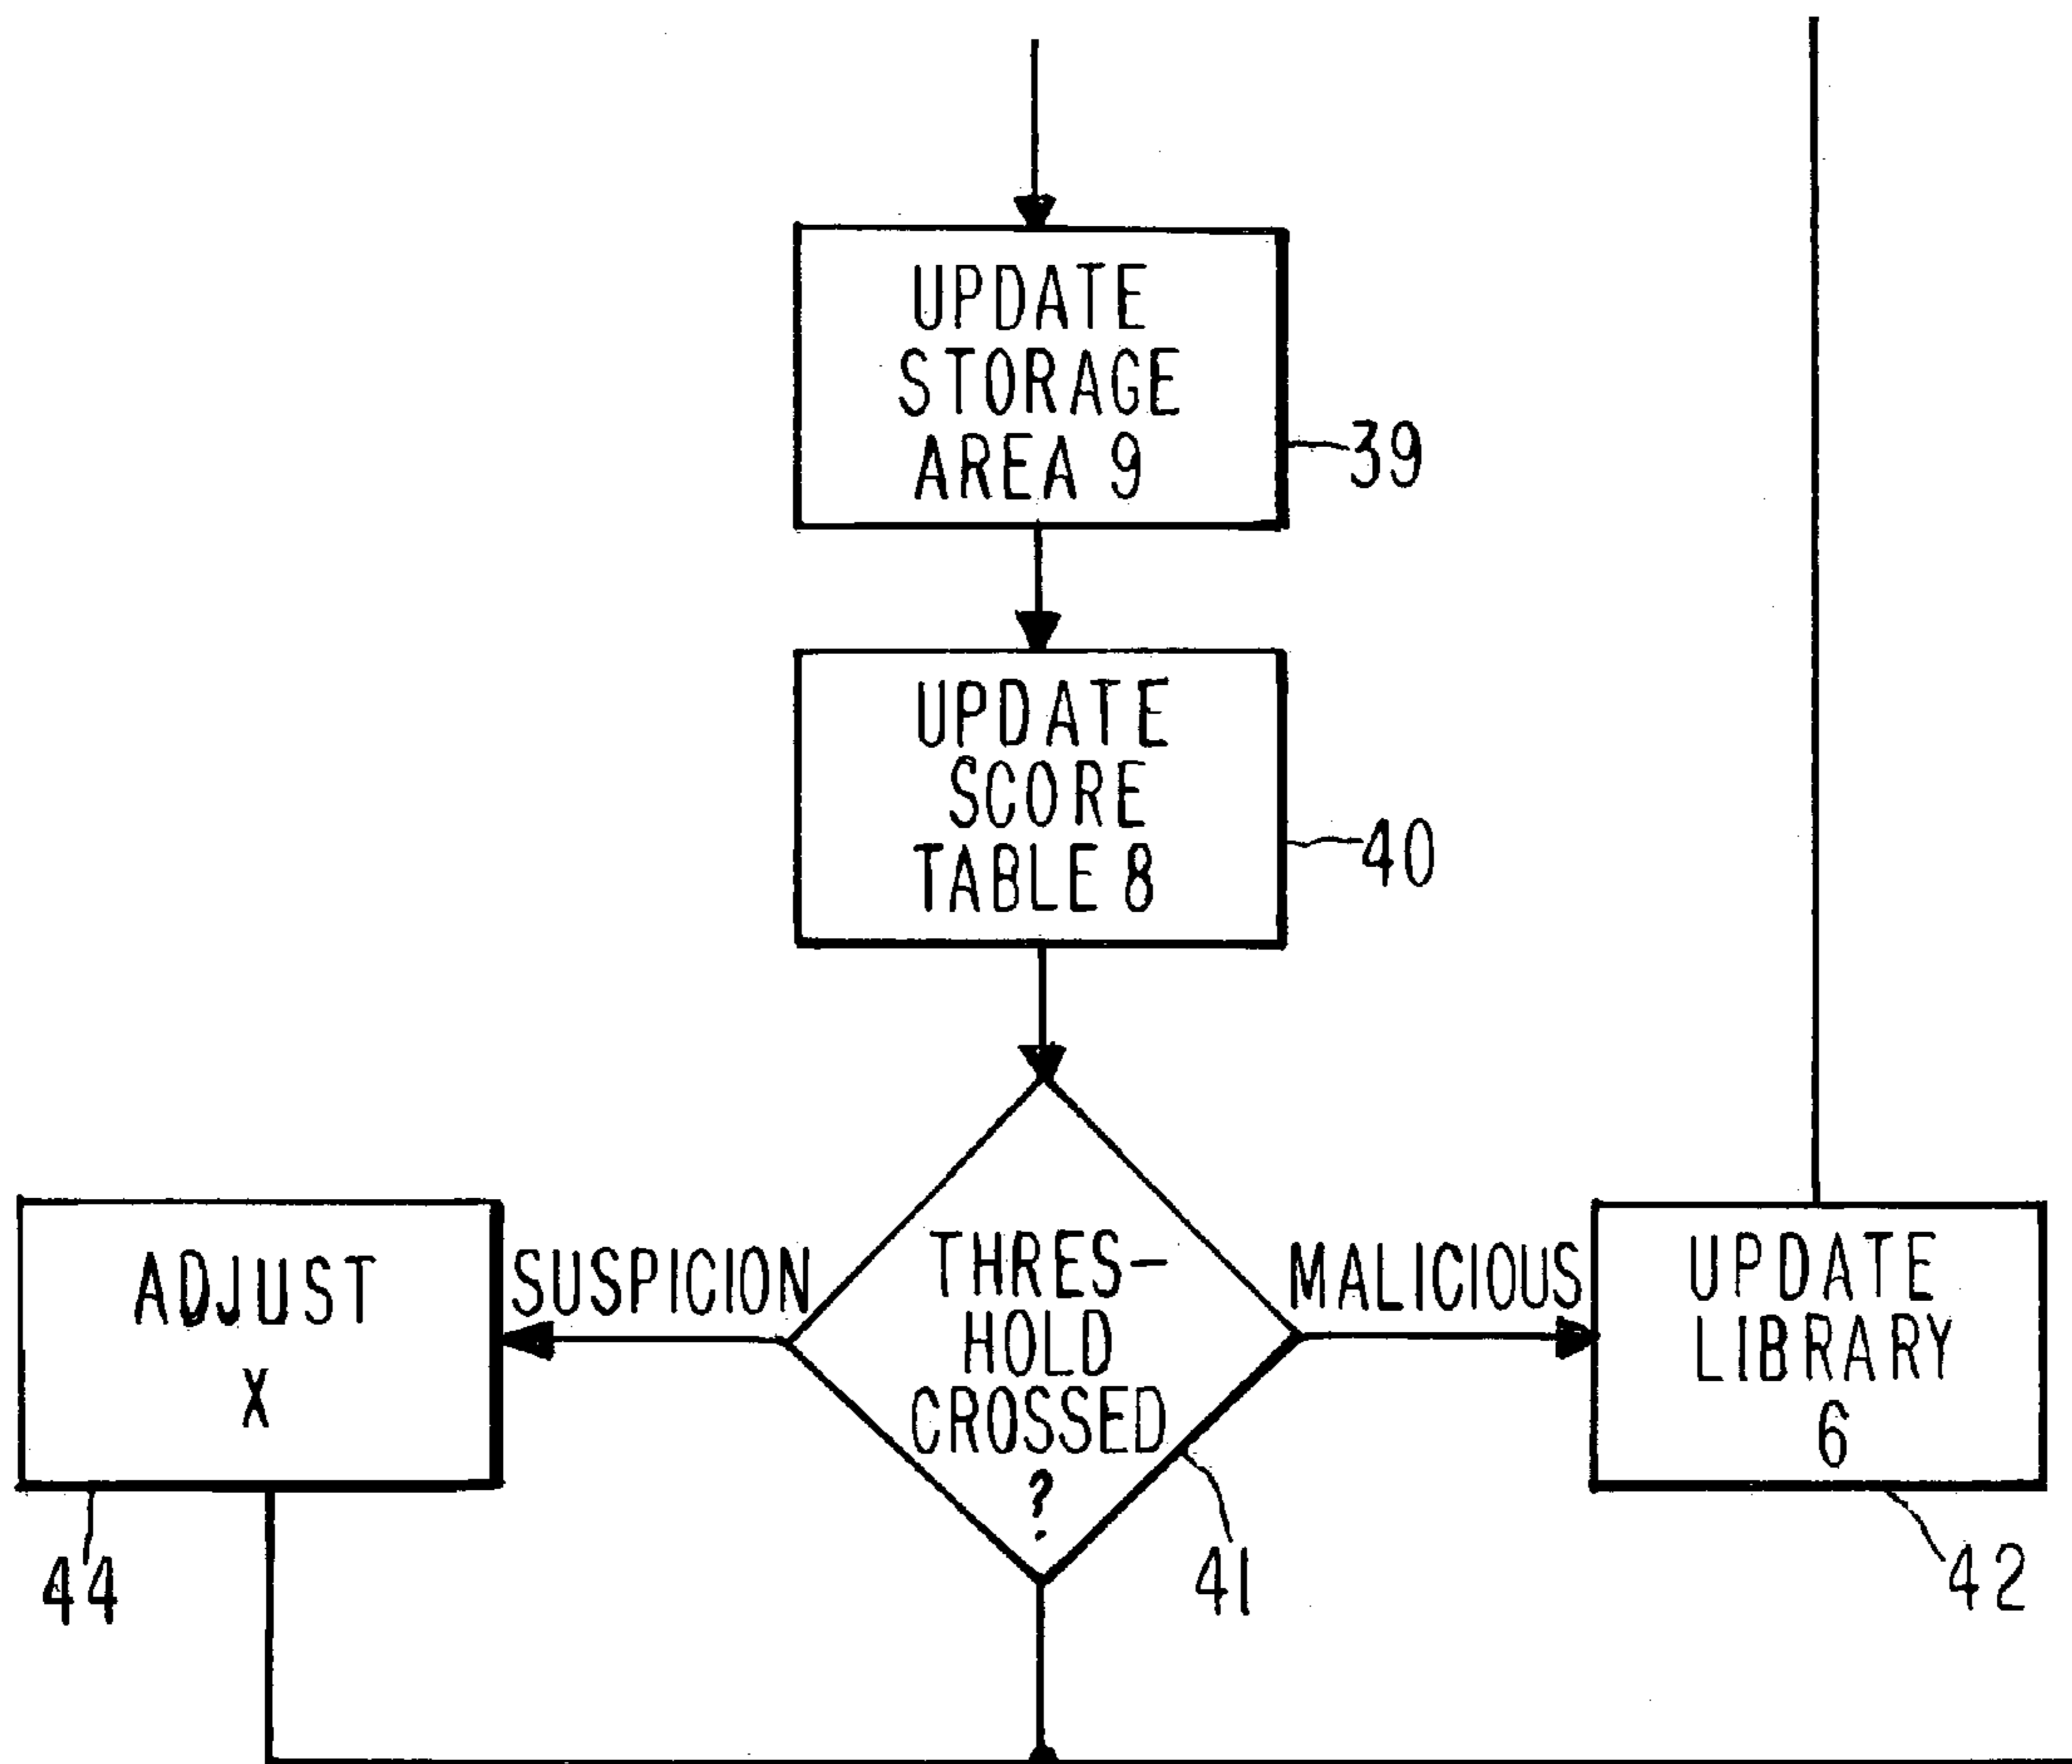 UPDATE
STORAGE
AREA 9
39
UPDATE
SCORE
TABLE 8
40
ADJUST
X
44
SUSPICION
THRES-
HOLD
CROSSED
?
41
MALICIOUS
UPDATE
LIBRARY
6
42